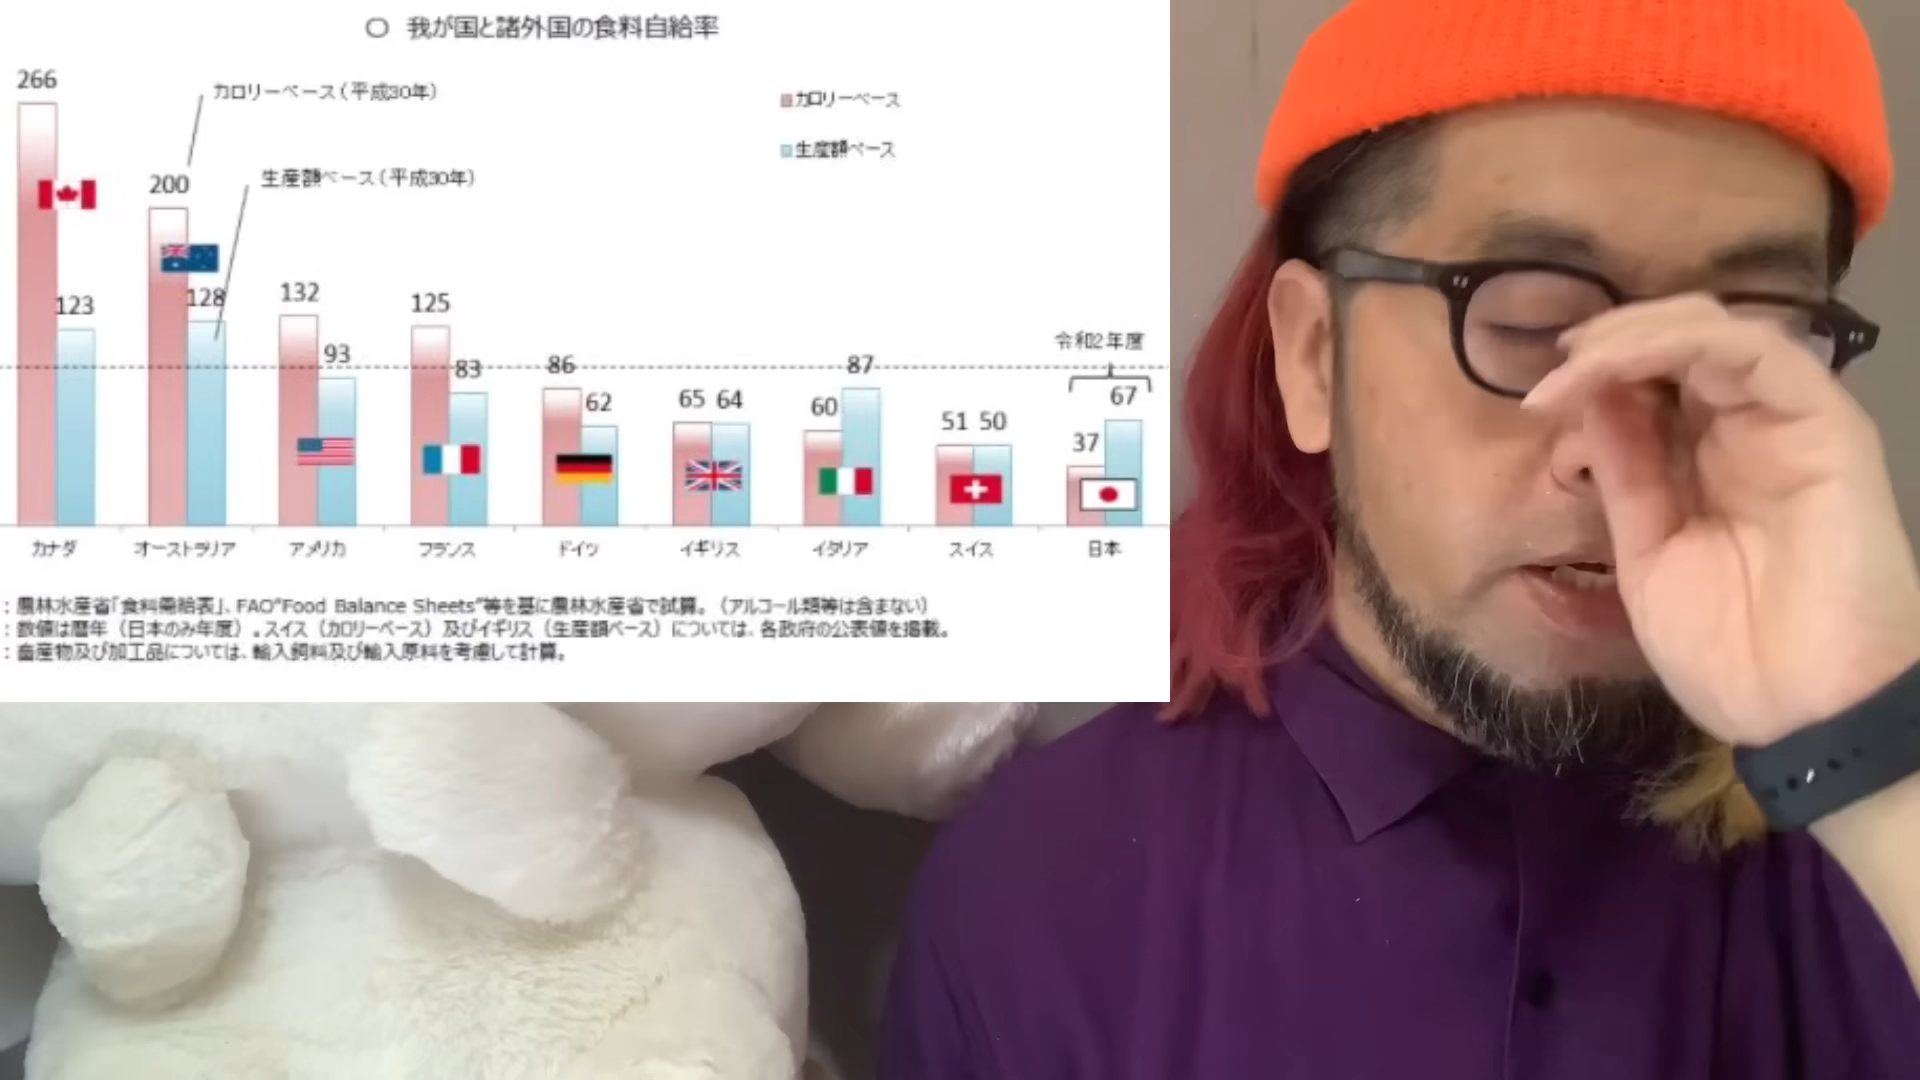 〇 我が国と諸外国の食料自給率
266
カロリーベース(平成30年)
カロリーベース
生産額ベース
生産額ベース(平成30年)
200
123
128
132
93
125
83
86
62
65 64
60
87
51 50
令和2年度
37
67
カナダ
オーストラリア
アメリカ
フランス
ドイツ
イギリス
イタリア
スイス
日本
:農林水産省「食料需給表」、FAO"Food Balance Sheets"等を基に農林水産省で試算。(アルコール類等は含まない)
:数値は暦年(日本のみ年度)。スイス(カロリーベース)及びイギリス(生産額ベース)については、各政府の公表値を掲載。
:畜産物及び加工品については、輸入飼料及び輸入原料を考慮して計算。